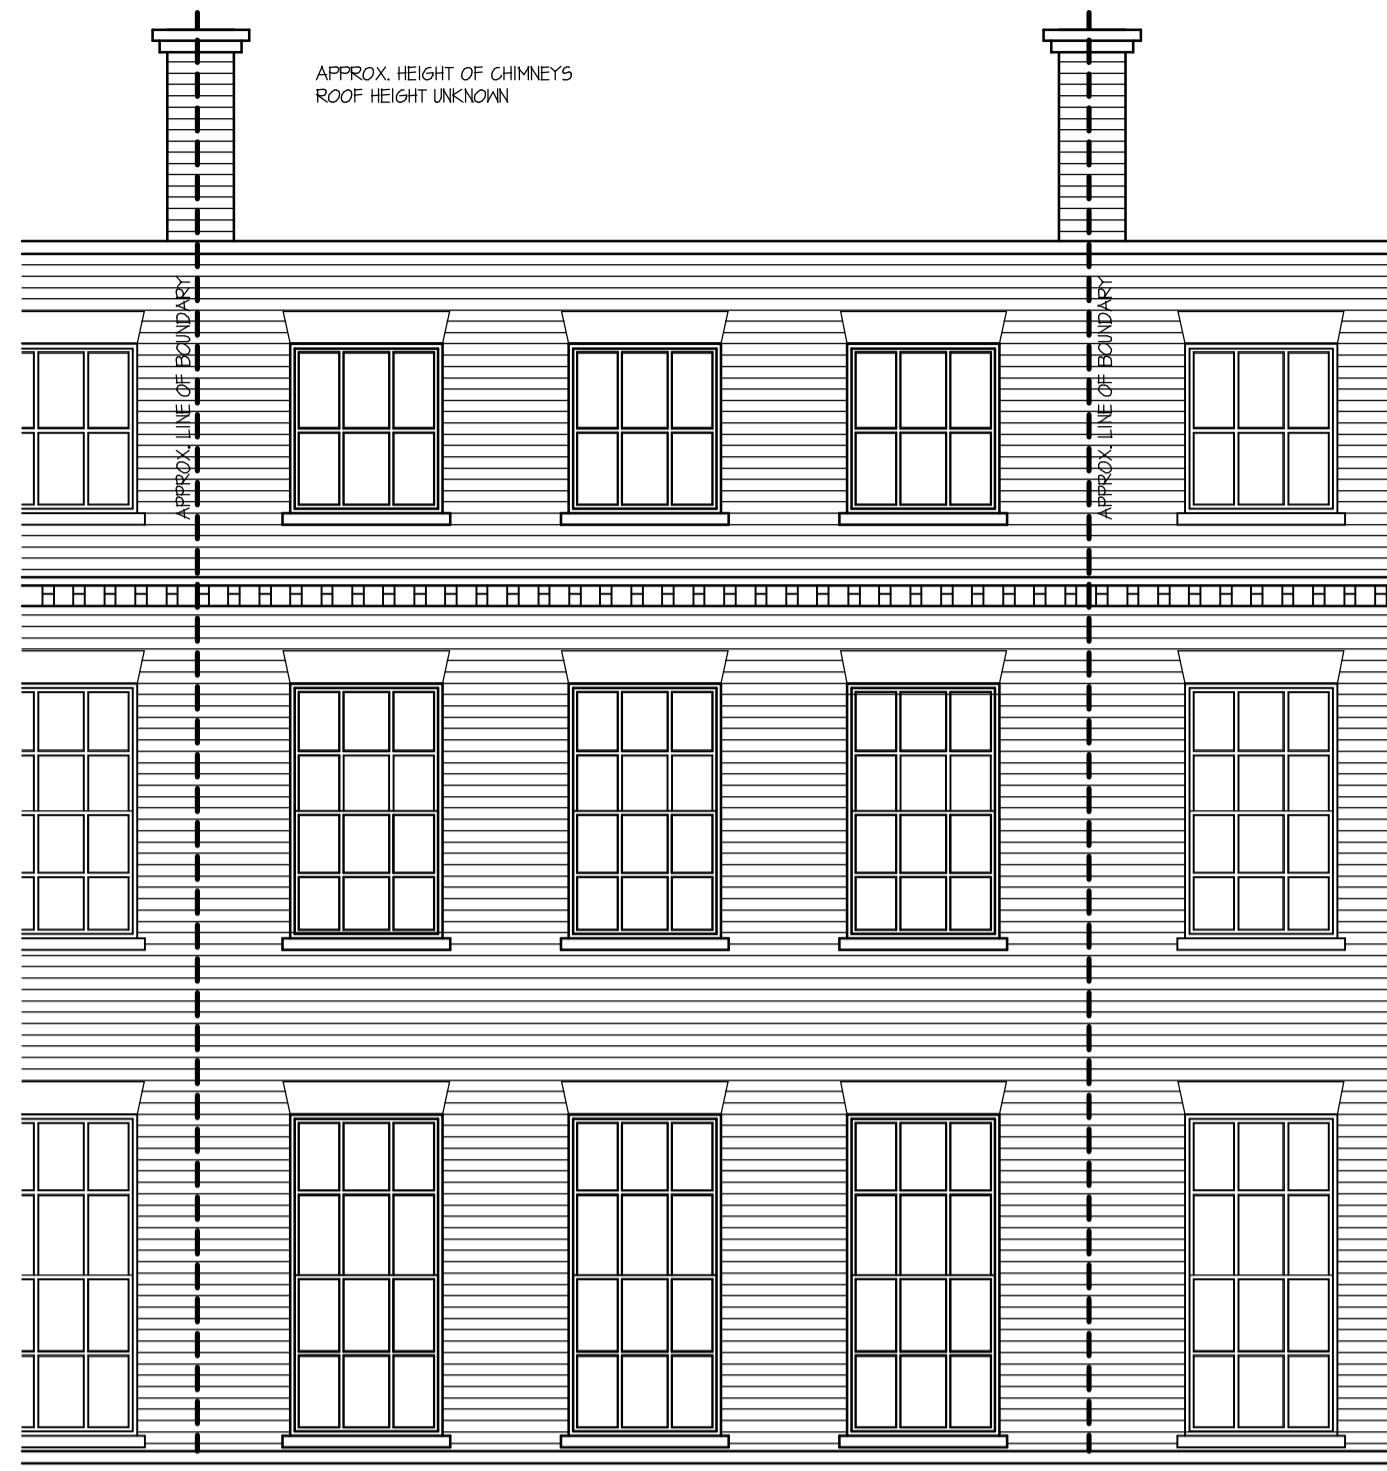 APPROX. HEIGHT OF CHIMNEYS
ROOF HEIGHT UNKNOWN
APPROX. LINE OF BOUNDARY
APPROX. LINE OF BOUNDARY